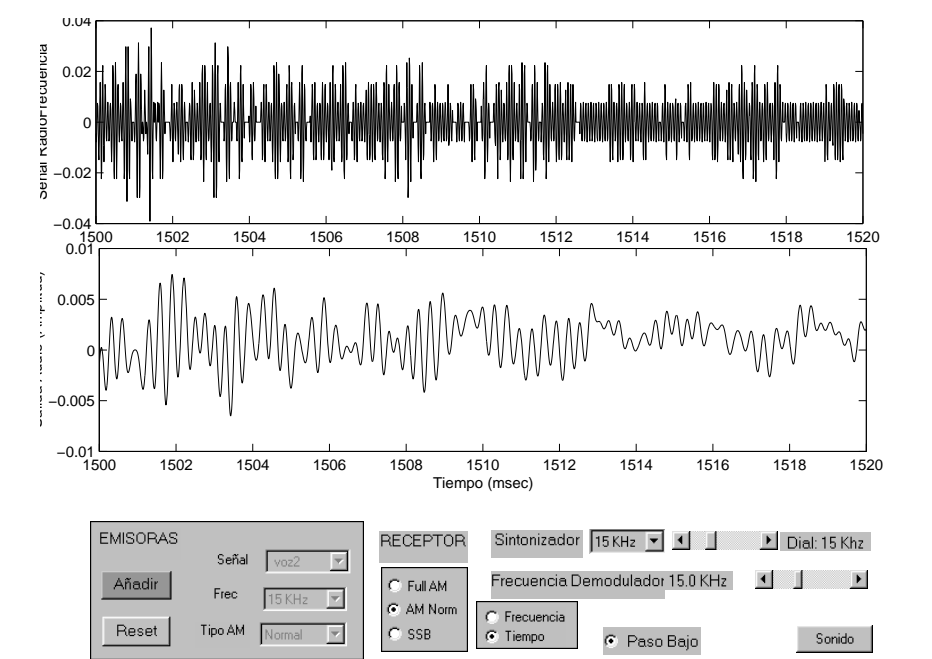 0.04
0.02
0
−0.02
−0.04
Señal RadioFrecuencia
1500 1502 1504 1506 1508 1510 1512 1514 1516 1518 1520
0.01
0.005
0
−0.005
−0.01
1500 1502 1504 1506 1508 1510 1512 1514 1516 1518 1520
Tiempo (msec)
EMISORAS
Señal voz2
Añadir
Frec 15 KHz
Reset
Tipo AM Normal
RECEPTOR
Full AM
AM Norm
SSB
Sintonizador 15 KHz Dial: 15 Khz
Frecuencia Demodulador 15.0 KHz
Frecuencia
Tiempo
Paso Bajo
Sonido